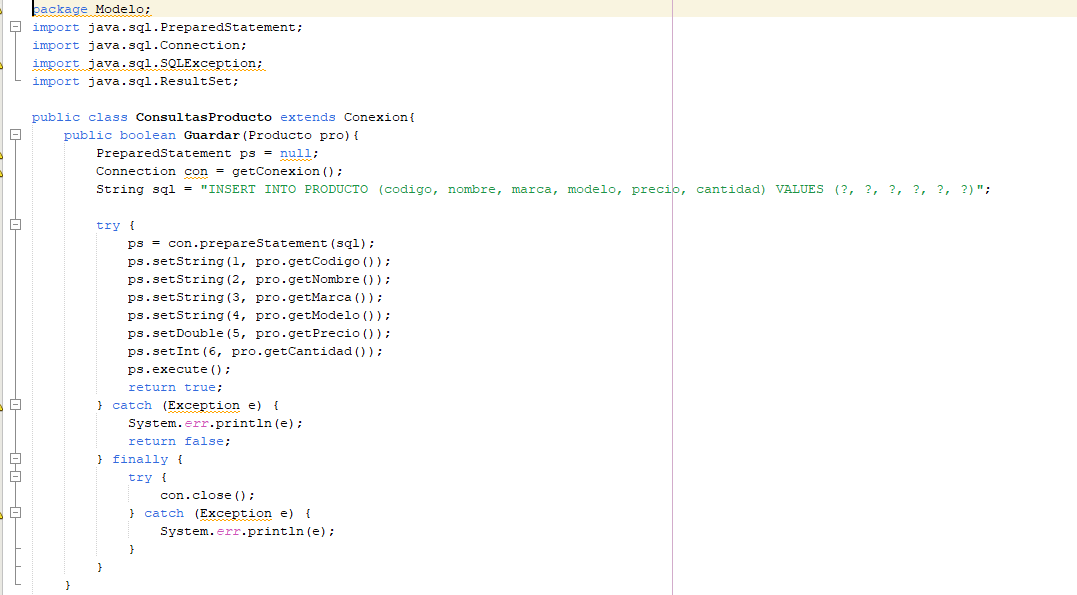 package Modelo;
import java.sql.PreparedStatement;
import java.sql.Connection;
import java.sql.SQLException;
import java.sql.ResultSet;
public class ConsultasProducto extends Conexion{
public boolean Guardar(Producto pro){
PreparedStatement ps = null;
Connection con = getConexion();
String sql = "INSERT INTO PRODUCTO (codigo, nombre, marca, modelo, precio, cantidad) VALUES (?, ?, ?, ?, ?, ?)";
try {
ps = con.prepareStatement(sql);
ps.setString(1, pro.getCodigo());
ps.setString(2, pro.getNombre());
ps.setString(3, pro.getMarca());
ps.setString(4, pro.getModelo());
ps.setDouble(5, pro.getPrecio());
ps.setInt(6, pro.getCantidad());
ps.execute();
return true;
} catch (Exception e) {
System.err.println(e);
return false;
} finally {
try {
con.close();
} catch (Exception e) {
System.err.println(e);
}
}
}